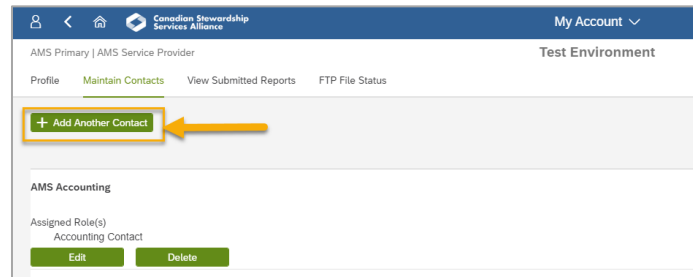 Canadian Stewardship
Services Alliance
My Account
AMS Primary | AMS Service Provider
Test Environment
Profile Maintain Contacts View Submitted Reports FTP File Status
+ Add Another Contact
AMS Accounting
Assigned Role(s)
Accounting Contact
Edit Delete